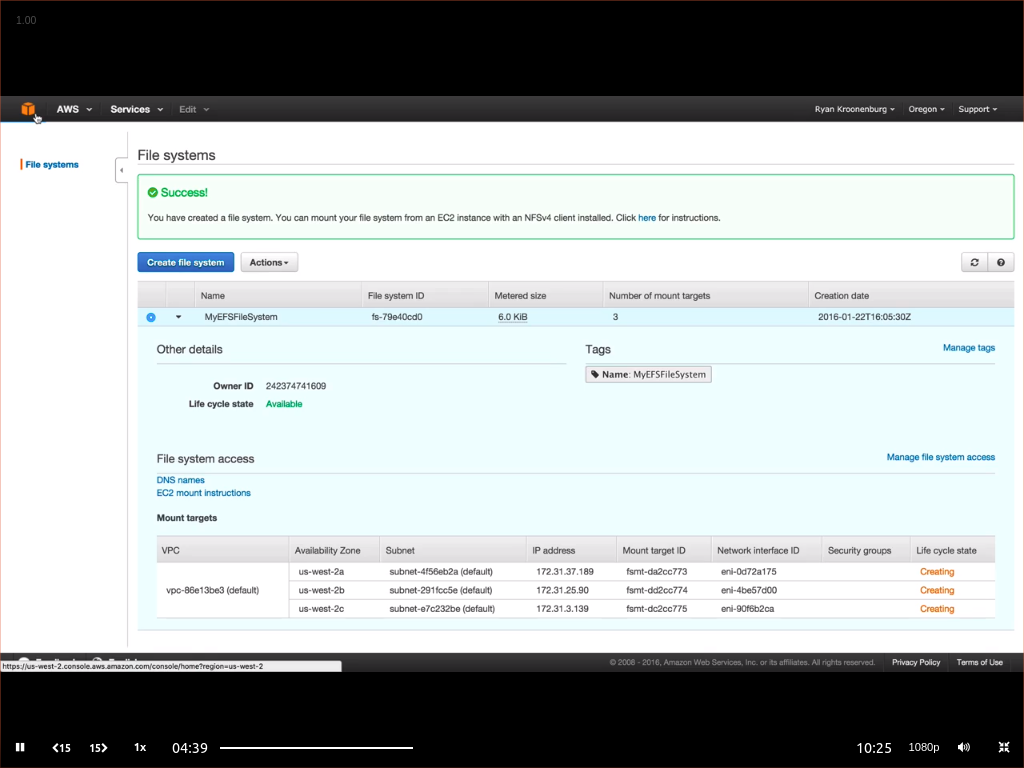 1.00
AWS Services Edit Ryan Kroonenburg Oregon Support
File systems
File systems
Success!
You have created a file system. You can mount your file system from an EC2 instance with an NFSv4 client installed. Click here for instructions.
Create file system Actions
Name File system ID Metered size Number of mount targets Creation date
MyEFSFileSystem fs-79e40cd0 6.0 KiB 3 2016-01-22T16:05:30Z
Other details Tags Manage tags
Name: MyEFSFileSystem
Owner ID 242374741609
Life cycle state Available
File system access Manage file system access
DNS names
EC2 mount instructions
Mount targets
VPC Availability Zone Subnet IP address Mount target ID Network interface ID Security groups Life cycle state
us-west-2a subnet-4f56eb2a (default) 172.31.37.189 fsmt-da2cc773 eni-0d72a175 Creating
vpc-86e13be3 (default) us-west-2b subnet-291fcc5e (default) 172.31.25.90 fsmt-dd2cc774 eni-4be57d00 Creating
us-west-2c subnet-e7c232be (default) 172.31.3.139 fsmt-dc2cc775 eni-90f6b2ca Creating
© 2008 - 2016, Amazon Web Services, Inc. or its affiliates. All rights reserved. Privacy Policy Terms of Use
https://us-west-2.console.aws.amazon.com/console/home?region=us-west-2
15 15 1x 04:39 10:25 1080p